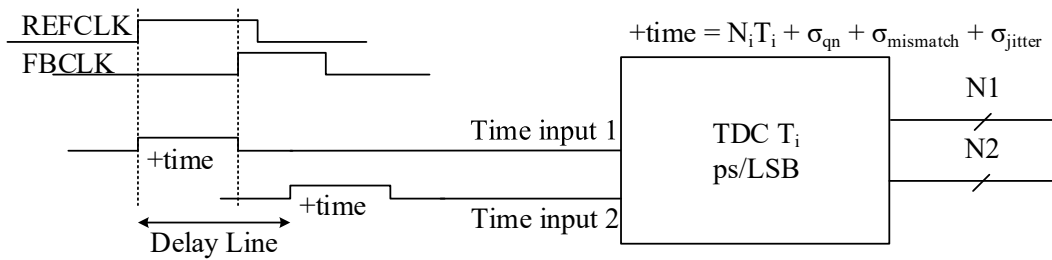 REFCLK
FBCLK
+time = NᵢTᵢ + σqn + σmismatch + σjitter
Time input 1
+time
TDC Tᵢ
ps/LSB
N1
N2
+time
Time input 2
Delay Line